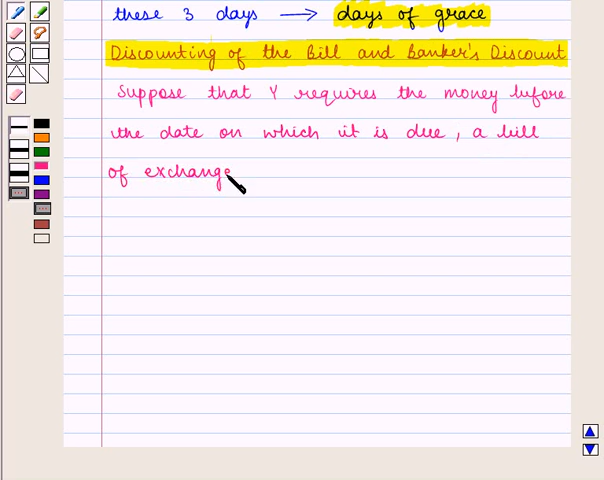 these 3 days → days of grace
Discounting of the Bill and Banker's Discount
Suppose that Y requires the money before
the date on which it is due, a bill
of exchange